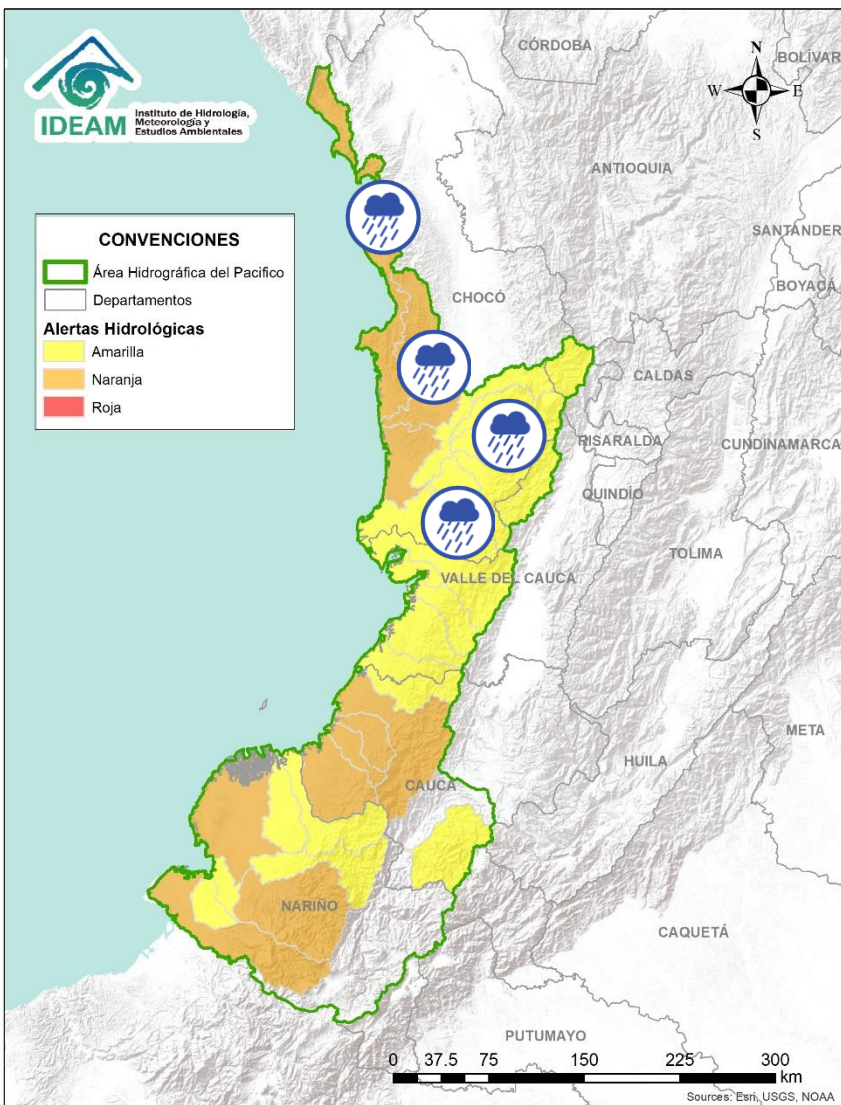 IDEAM
Instituto de Hidrología,
Meteorología y
Estudios Ambientales
CÓRDOBA
BOLÍVAR
N
W
E
S
ANTIOQUIA
SANTANDER
BOYACÁ
CONVENCIONES
Área Hidrográfica del Pacifico
Departamentos
Alertas Hidrológicas
Amarilla
Naranja
Roja
CHOCÓ
CALDAS
RISARALDA
CUNDINAMARCA
QUINDÍO
TOLIMA
VALLE DEL CAUCA
META
HUILA
CAUCA
NARIÑO
CAQUETÁ
PUTUMAYO
0 37.5 75 150 225 300
km
Sources: Esri, USGS, NOAA